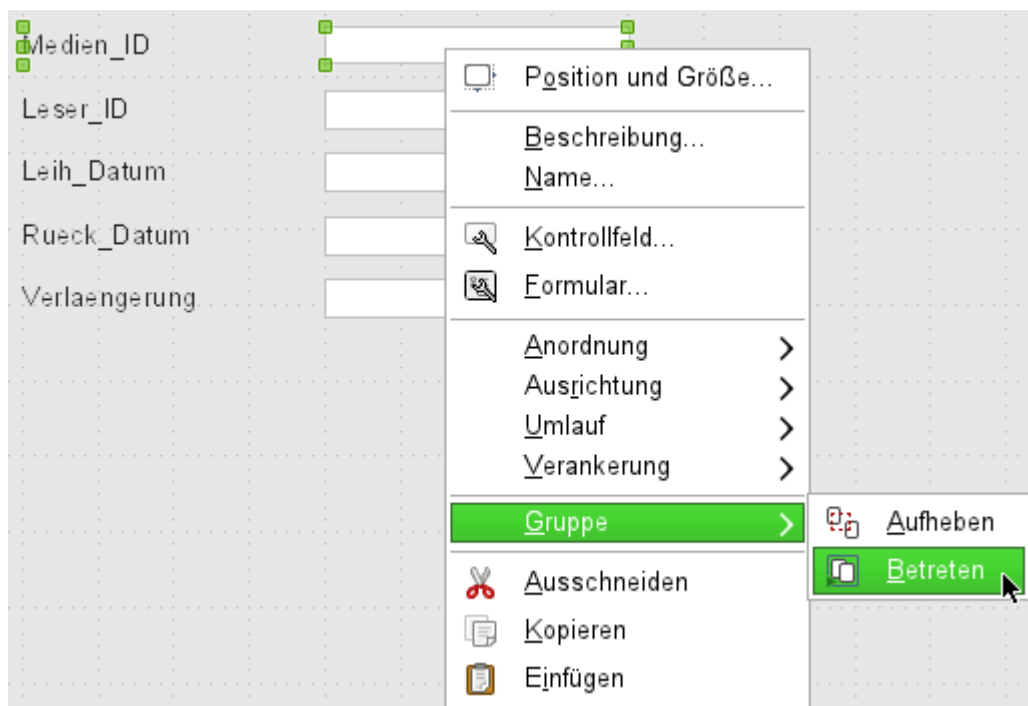 Medien_ID
Leser_ID
Leih_Datum
Rueck_Datum
Verlaengerung
Position und Größe...
Beschreibung...
Name...
Kontrollfeld...
Formular...
Anordnung
Ausrichtung
Umlauf
Verankerung
Gruppe
Aufheben
Betreten
Ausschneiden
Kopieren
Einfügen